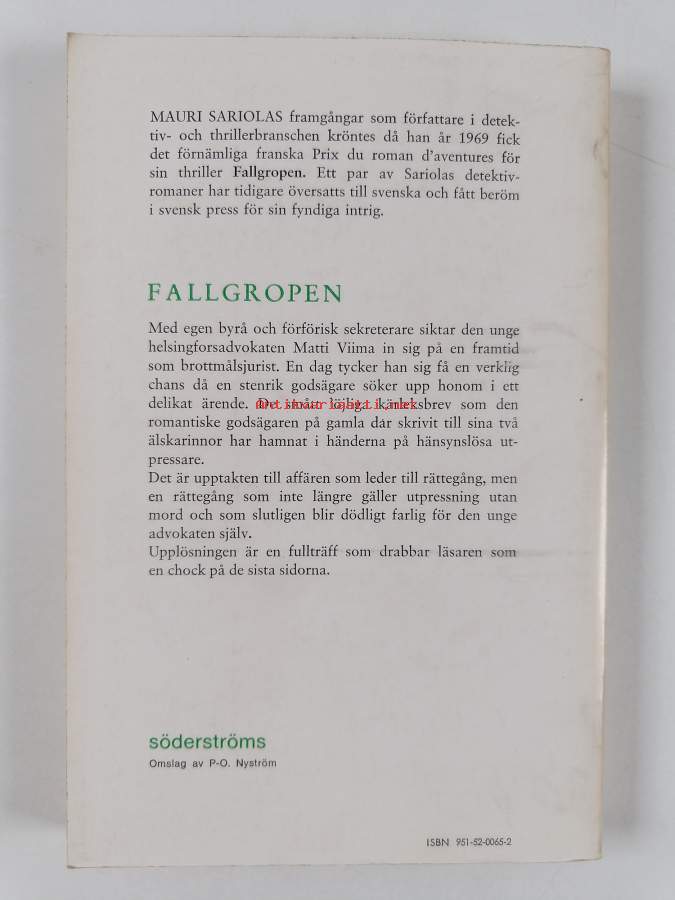 MAURI SARIOLAS framgångar som författare i detek-
tiv- och thrillerbranschen kröntes då han år 1969 fick
det förnämliga franska Prix du roman d'aventures för
sin thriller Fallgropen. Ett par av Sariolas detektiv-
romaner har tidigare översatts till svenska och fått beröm
i svensk press för sin fyndiga intrig.
FALLGROPEN
Med egen byrå och förförisk sekreterare siktar den unge
helsingforsadvokaten Matti Viima in sig på en framtid
som brottmålsjurist. En dag tycker han sig få en verklig
chans då en stenrik godsägare söker upp honom i ett
delikat ärende. De smått löjliga kärleksbrev som den
romantiske godsägaren på gamla dar skrivit till sina två
älskarinnor har hamnat i händerna på hänsynslösa ut-
pressare.
Det är upptakten till affären som leder till rättegång, men
en rättegång som inte längre gäller utpressning utan
mord och som slutligen blir dödligt farlig för den unge
advokaten själv.
Upplösningen är en fullträff som drabbar läsaren som
en chock på de sista sidorna.
söderströms
Omslag av P-O. Nyström
ISBN 951-52-0065-2